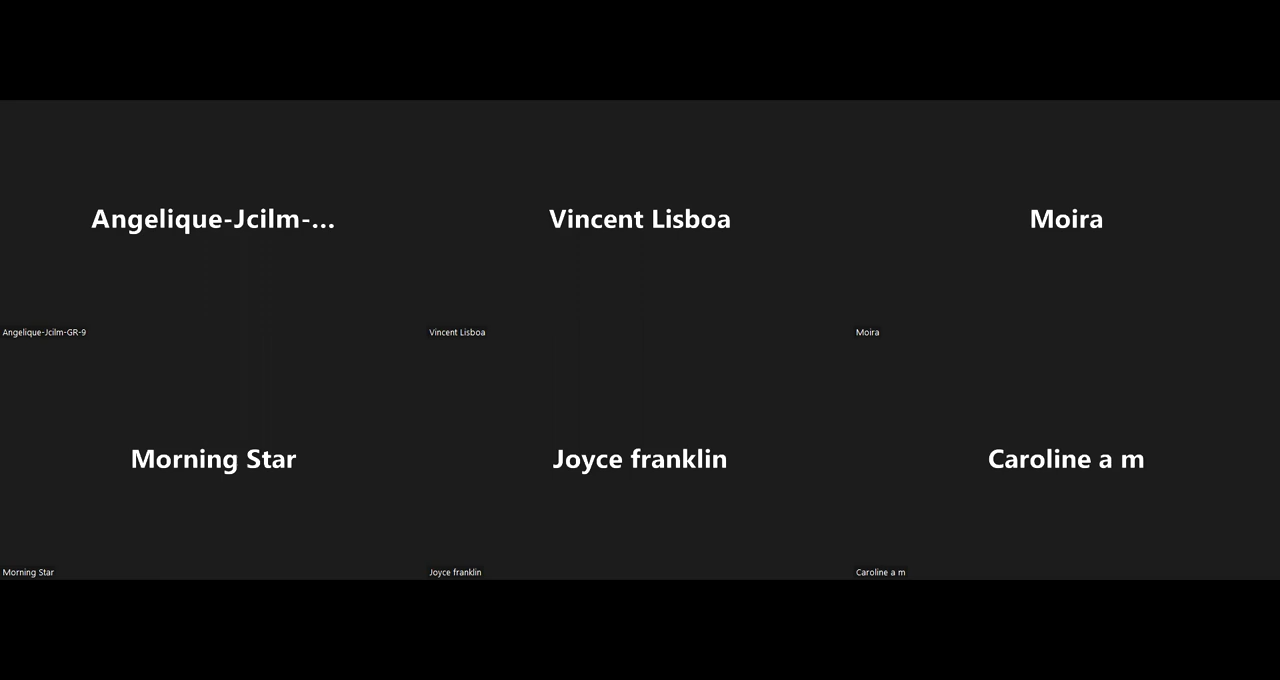 Angelique-Jcilm-...
Vincent Lisboa
Moira
Angelique-Jcilm-GR-9
Vincent Lisboa
Moira
Morning Star
Joyce franklin
Caroline a m
Morning Star
Joyce franklin
Caroline a m